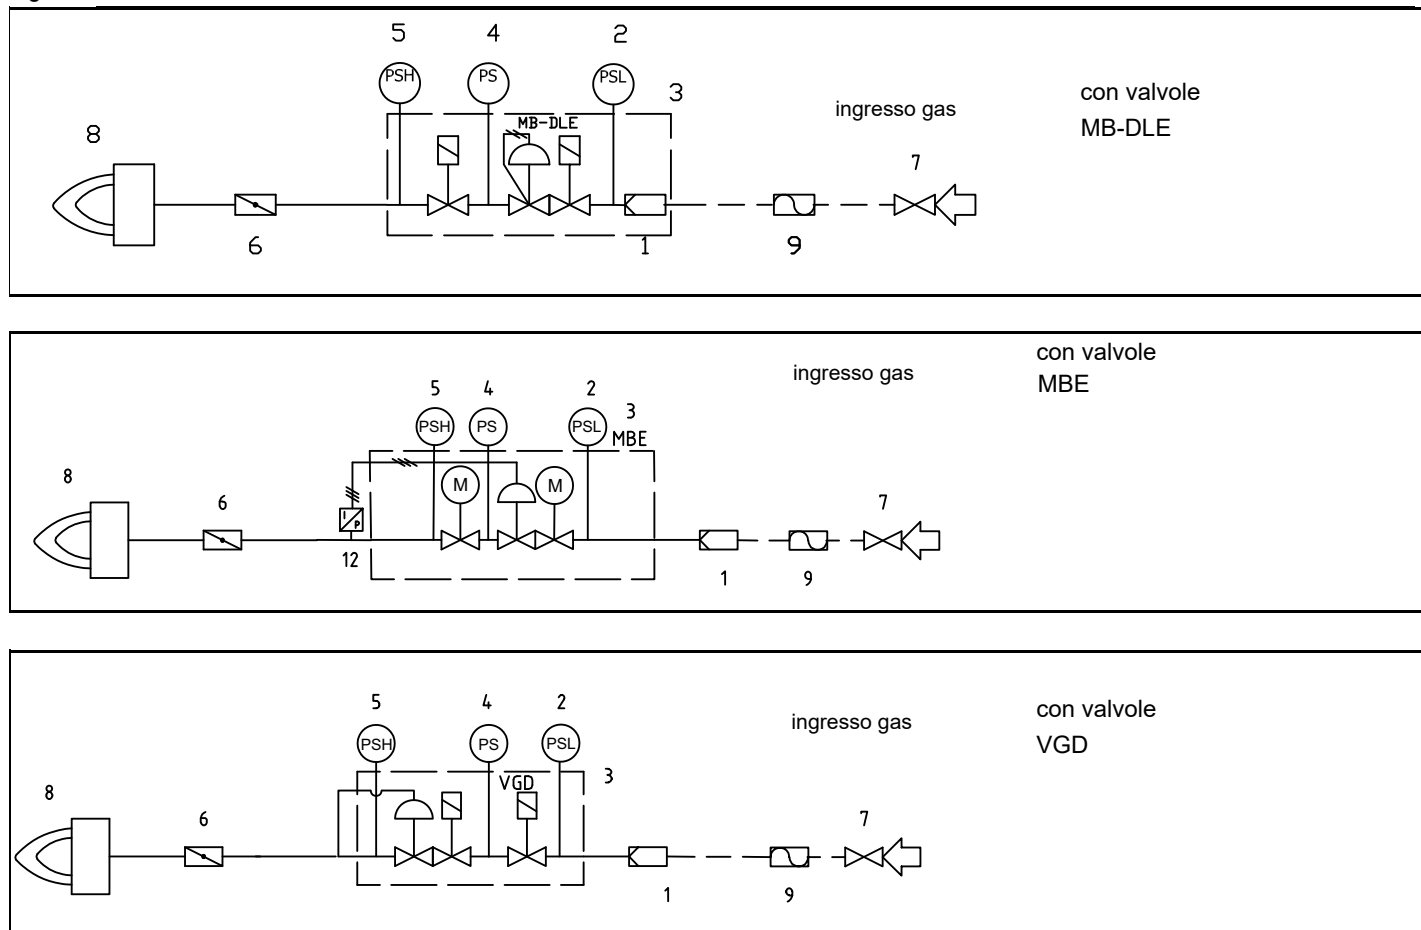 5 4 2
PSH PS PSL
3
MB-DLE
ingresso gas
con valvole
MB-DLE
8
7
6 1 9
con valvole
MBE
ingresso gas
5 4 2
3
PSH PS PSL
MBE
8
M M
6
7
I/P
12
1 9
5 4 2
ingresso gas
con valvole
VGD
PSH PS PSL
3
VGD
8
6
7
1 9